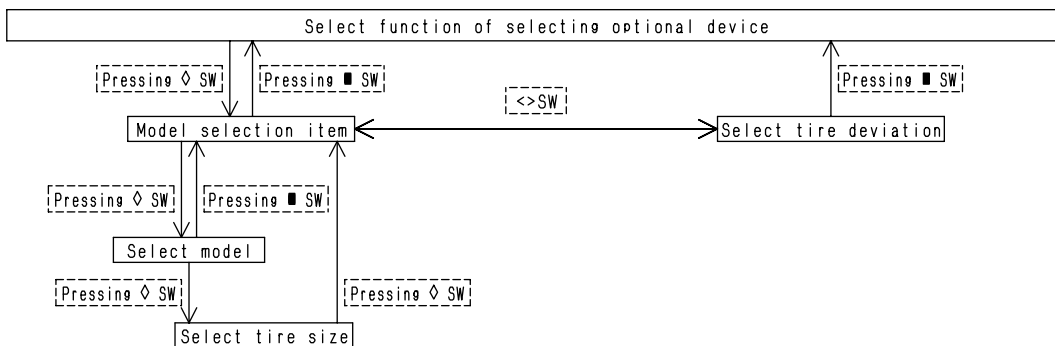 Select function of selecting optional device
Pressing ◇ SW
Pressing ■ SW
Pressing ■ SW
<>SW
Model selection item
Select tire deviation
Pressing ◇ SW
Pressing ■ SW
Select model
Pressing ◇ SW
Pressing ◇ SW
Select tire size